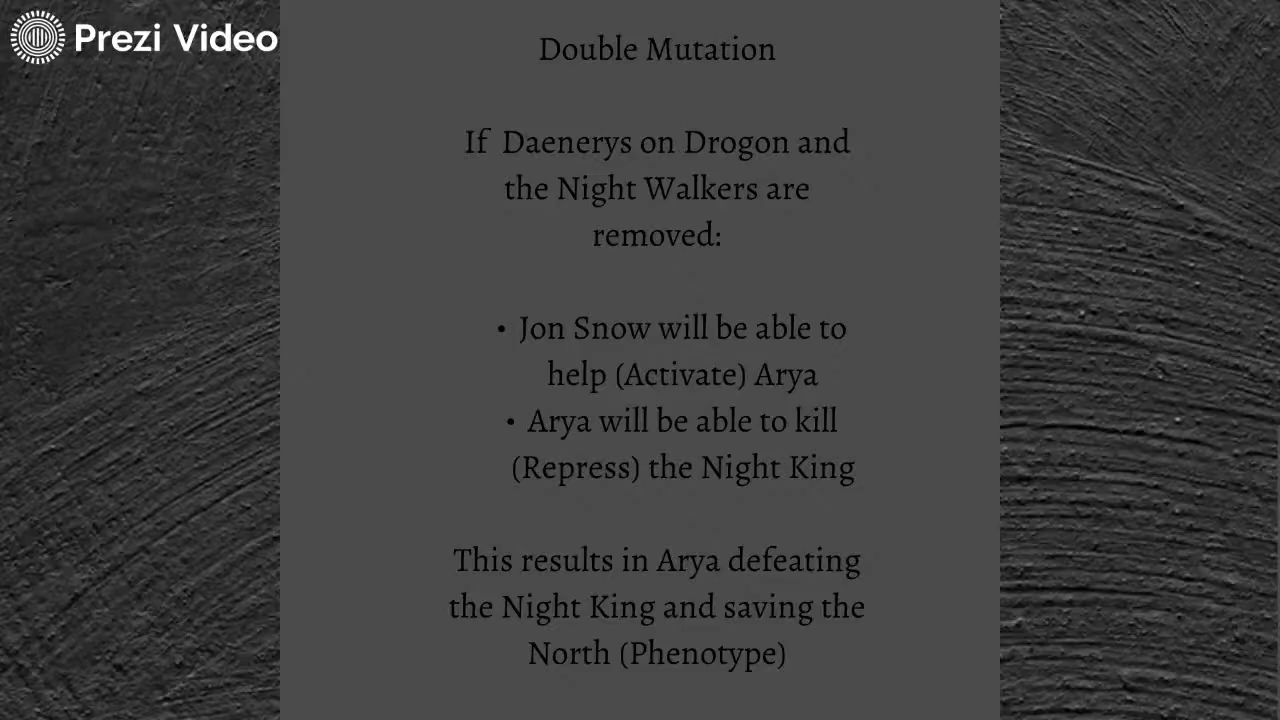 Prezi Video
Double Mutation
If Daenerys on Drogon and
the Night Walkers are
removed:
• Jon Snow will be able to
help (Activate) Arya
• Arya will be able to kill
(Repress) the Night King
This results in Arya defeating
the Night King and saving the
North (Phenotype)